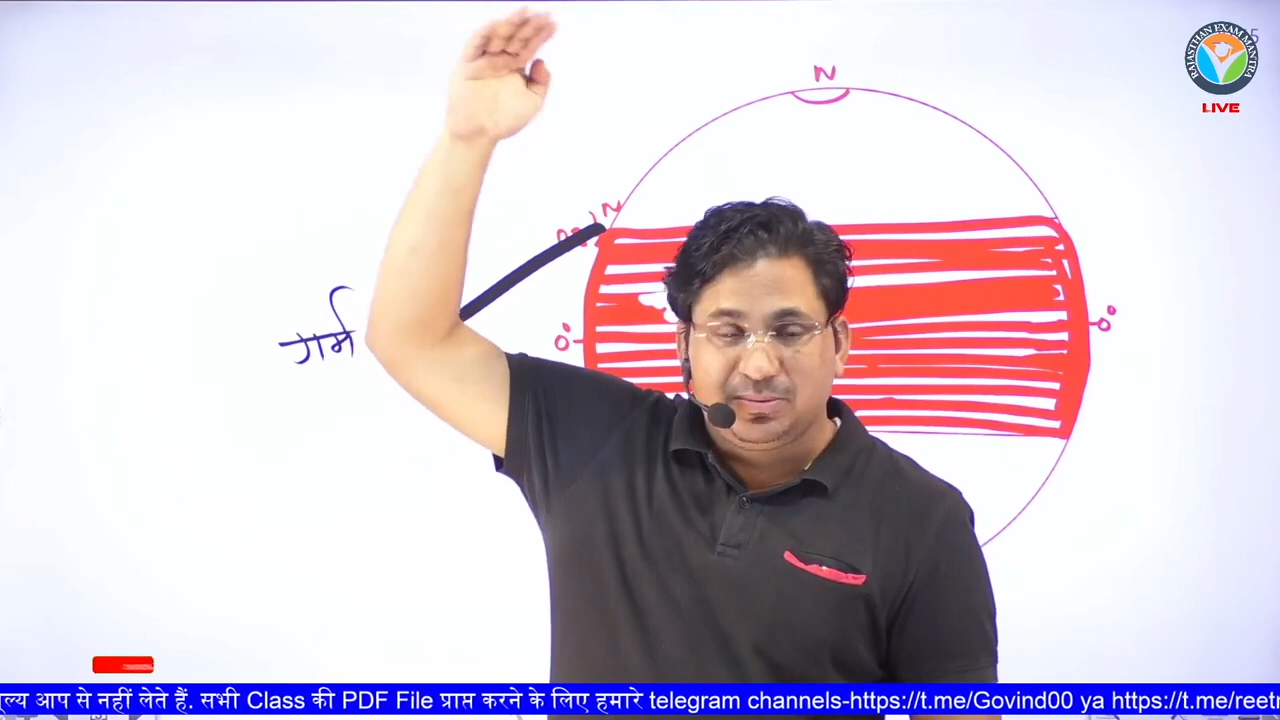 RAJASTHAN EXAM MANTRA
LIVE
N
N
0°
0°
गर्म
ूल्य आप से नहीं लेते हैं. सभी Class की PDF File प्राप्त करने के लिए हमारे telegram channels-https://t.me/Govind00 ya https://t.me/reet